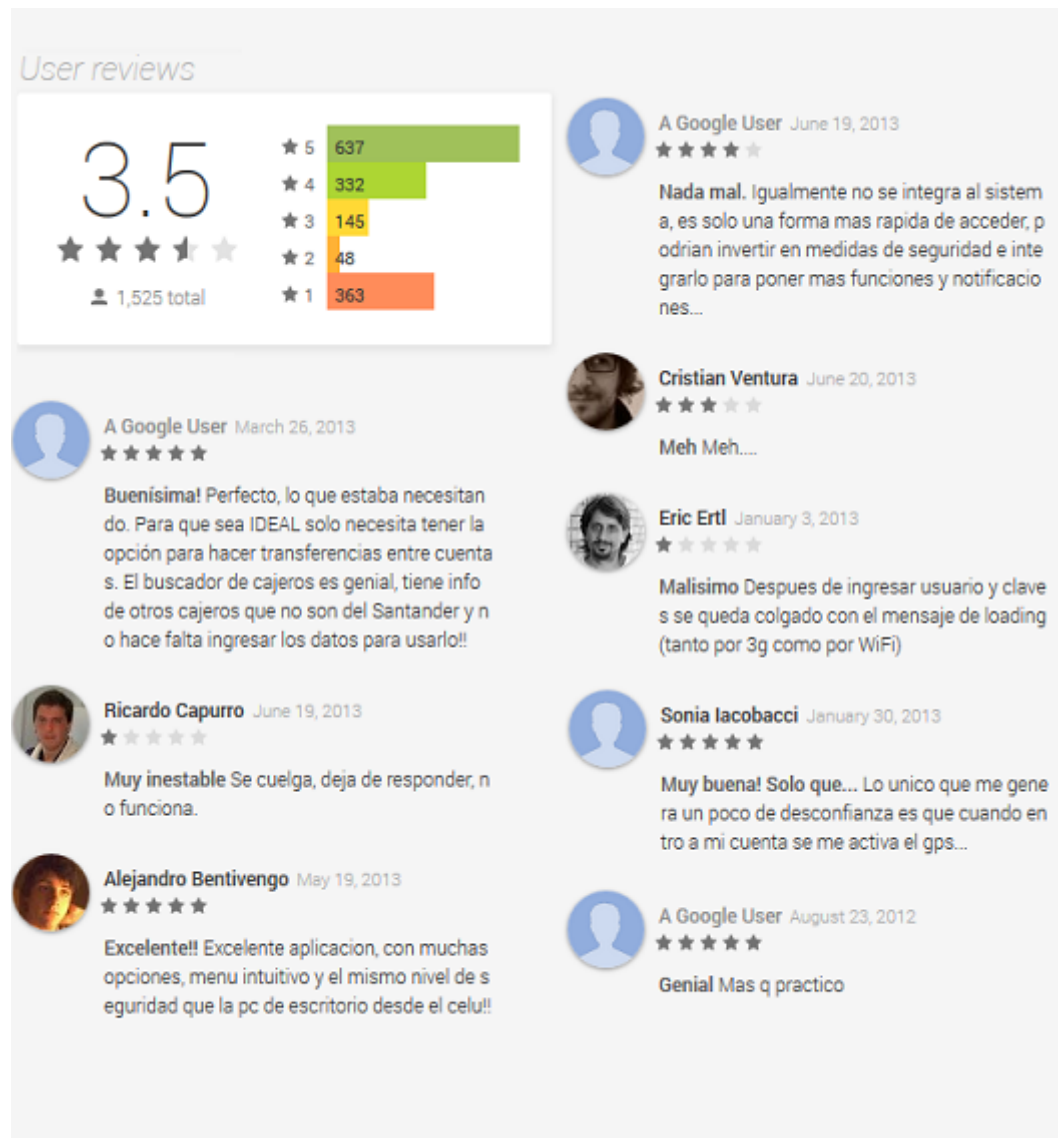 User reviews
3.5
1,525 total
5 637
4 332
3 145
2 48
1 363
A Google User March 26, 2013
Buenísima! Perfecto, lo que estaba necesitan
do. Para que sea IDEAL solo necesita tener la
opción para hacer transferencias entre cuenta
s. El buscador de cajeros es genial, tiene info
de otros cajeros que no son del Santander y n
o hace falta ingresar los datos para usarlo!!
Ricardo Capurro June 19, 2013
Muy inestable Se cuelga, deja de responder, n
o funciona.
Alejandro Bentivengo May 19, 2013
Excelente!! Excelente aplicacion, con muchas
opciones, menu intuitivo y el mismo nivel de s
eguridad que la pc de escritorio desde el celu!!
A Google User June 19, 2013
Nada mal. Igualmente no se integra al sistem
a, es solo una forma mas rapida de acceder, p
odrian invertir en medidas de seguridad e inte
grarlo para poner mas funciones y notificacio
nes...
Cristian Ventura June 20, 2013
Meh Meh....
Eric Ertl January 3, 2013
Malisimo Despues de ingresar usuario y clave
s se queda colgado con el mensaje de loading
(tanto por 3g como por WiFi)
Sonia Iacobacci January 30, 2013
Muy buena! Solo que... Lo unico que me gene
ra un poco de desconfianza es que cuando en
tro a mi cuenta se me activa el gps...
A Google User August 23, 2012
Genial Mas q practico